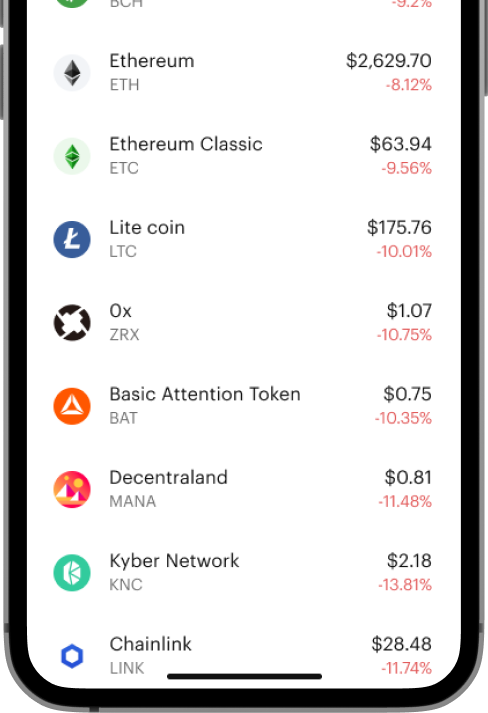 BCH -9.2%
Ethereum $2,629.70
ETH -8.12%
Ethereum Classic $63.94
ETC -9.56%
Lite coin $175.76
LTC -10.01%
0x $1.07
ZRX -10.75%
Basic Attention Token $0.75
BAT -10.35%
Decentraland $0.81
MANA -11.48%
Kyber Network $2.18
KNC -13.81%
Chainlink $28.48
LINK -11.74%